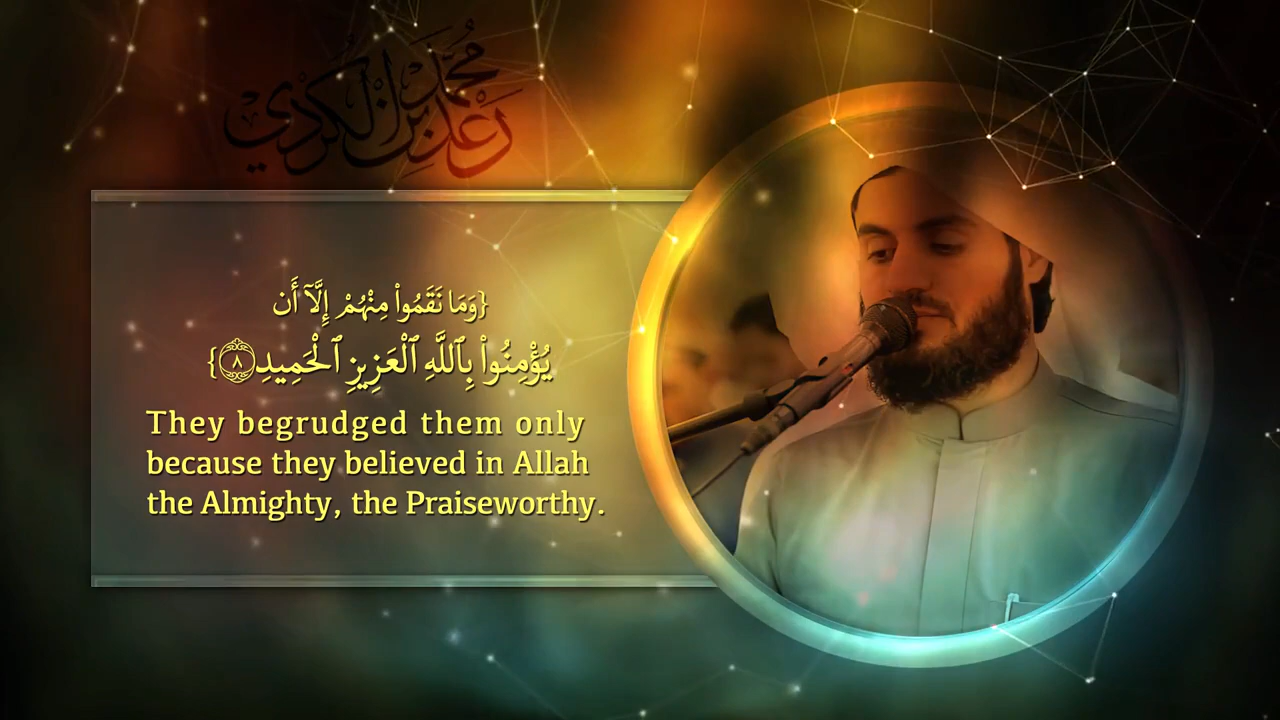 رعد بن محمد الكردي
{وَمَا نَقَمُوا۟ مِنْهُمْ إِلَّآ أَن
يُؤْمِنُوا۟ بِٱللَّهِ ٱلْعَزِيزِ ٱلْحَمِيدِ ۝٨}
They begrudged them only
because they believed in Allah
the Almighty, the Praiseworthy.